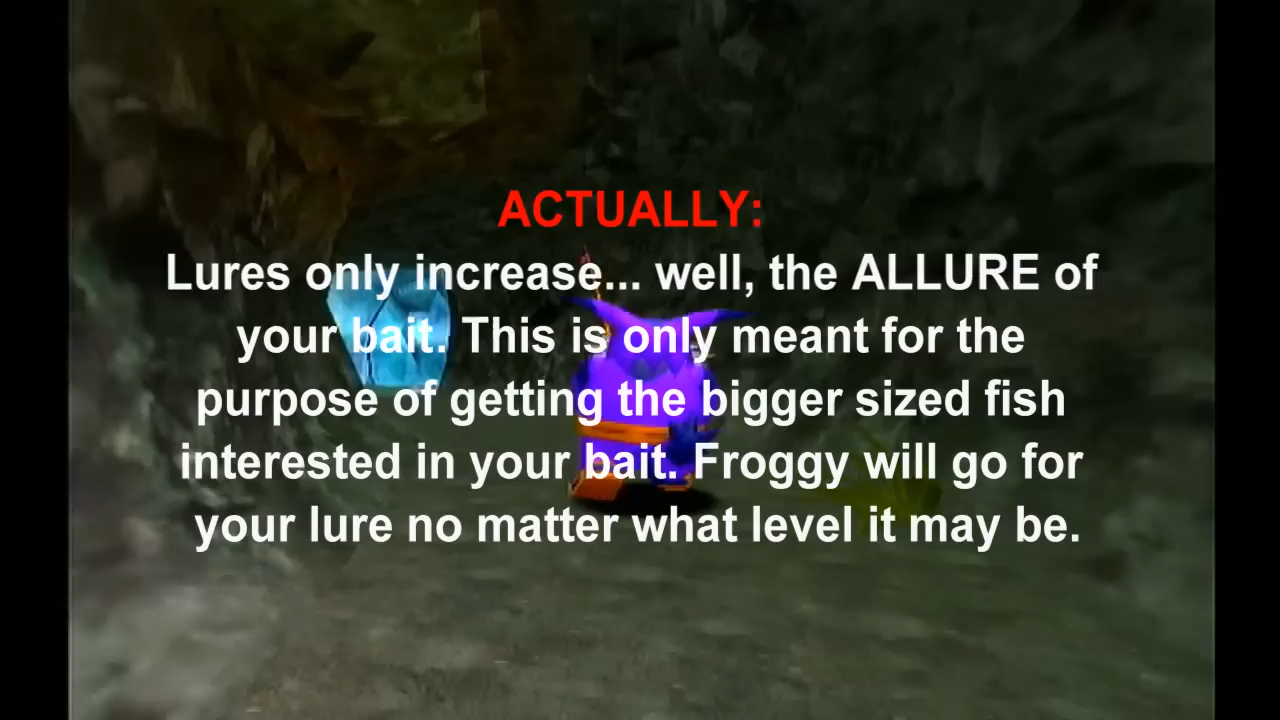 ACTUALLY:
Lures only increase... well, the ALLURE of
your bait. This is only meant for the
purpose of getting the bigger sized fish
interested in your bait. Froggy will go for
your lure no matter what level it may be.